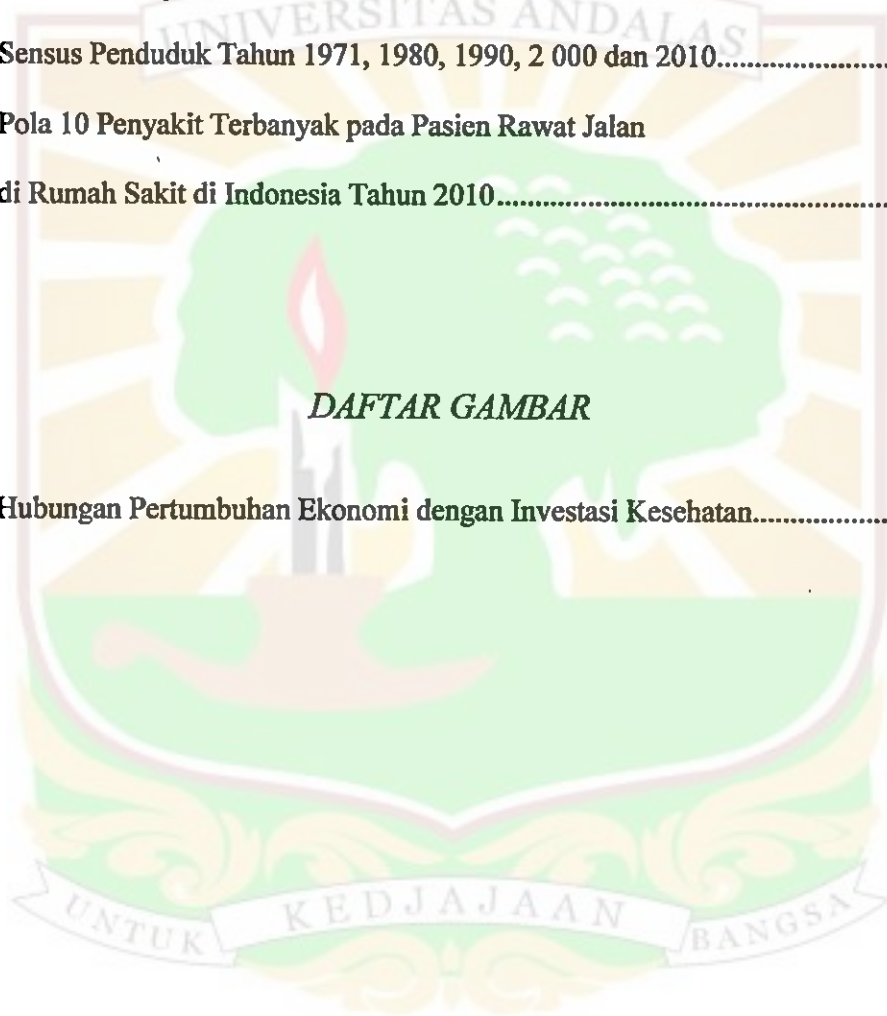 UNIVERSITAS ANDALAS
Sensus Penduduk Tahun 1971, 1980, 1990, 2 000 dan 2010.......................
Pola 10 Penyakit Terbanyak pada Pasien Rawat Jalan
di Rumah Sakit di Indonesia Tahun 2010...................................................
DAFTAR GAMBAR
Hubungan Pertumbuhan Ekonomi dengan Investasi Kesehatan..................
UNTUK KEDJAJAAN BANGSA